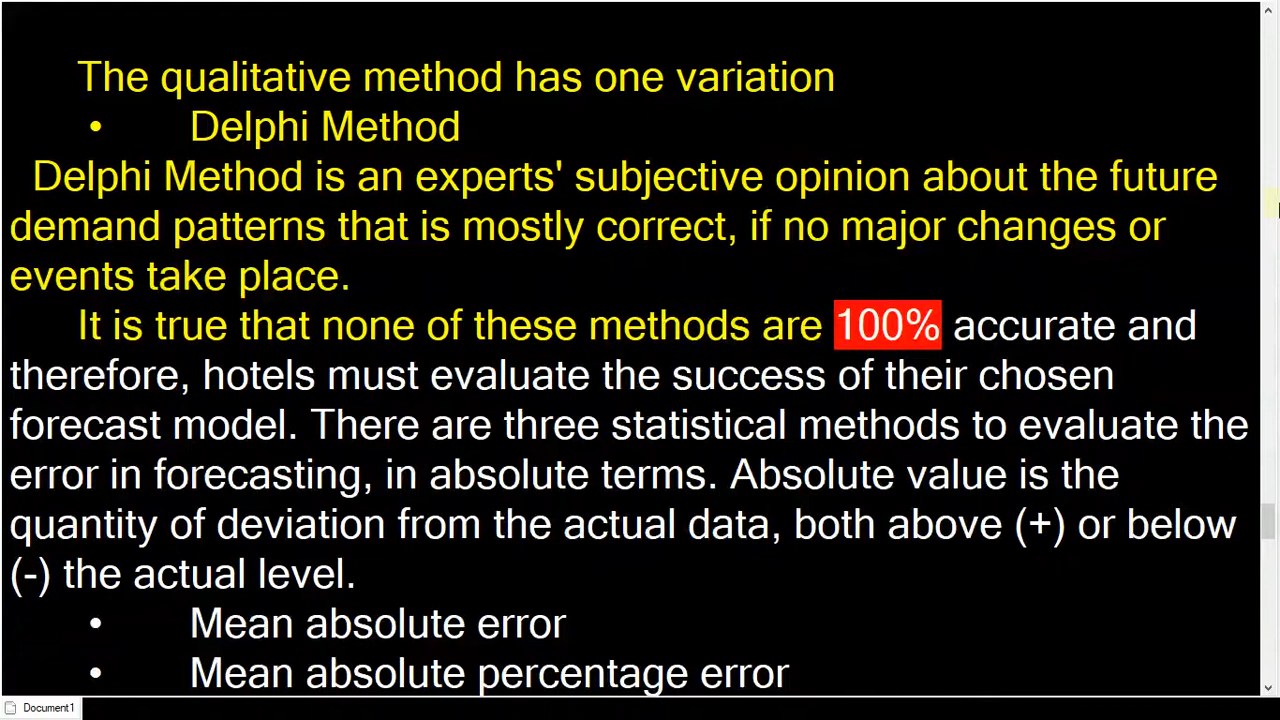 The qualitative method has one variation
• Delphi Method
Delphi Method is an experts' subjective opinion about the future
demand patterns that is mostly correct, if no major changes or
events take place.
It is true that none of these methods are 100% accurate and
therefore, hotels must evaluate the success of their chosen
forecast model. There are three statistical methods to evaluate the
error in forecasting, in absolute terms. Absolute value is the
quantity of deviation from the actual data, both above (+) or below
(-) the actual level.
• Mean absolute error
• Mean absolute percentage error
Document1